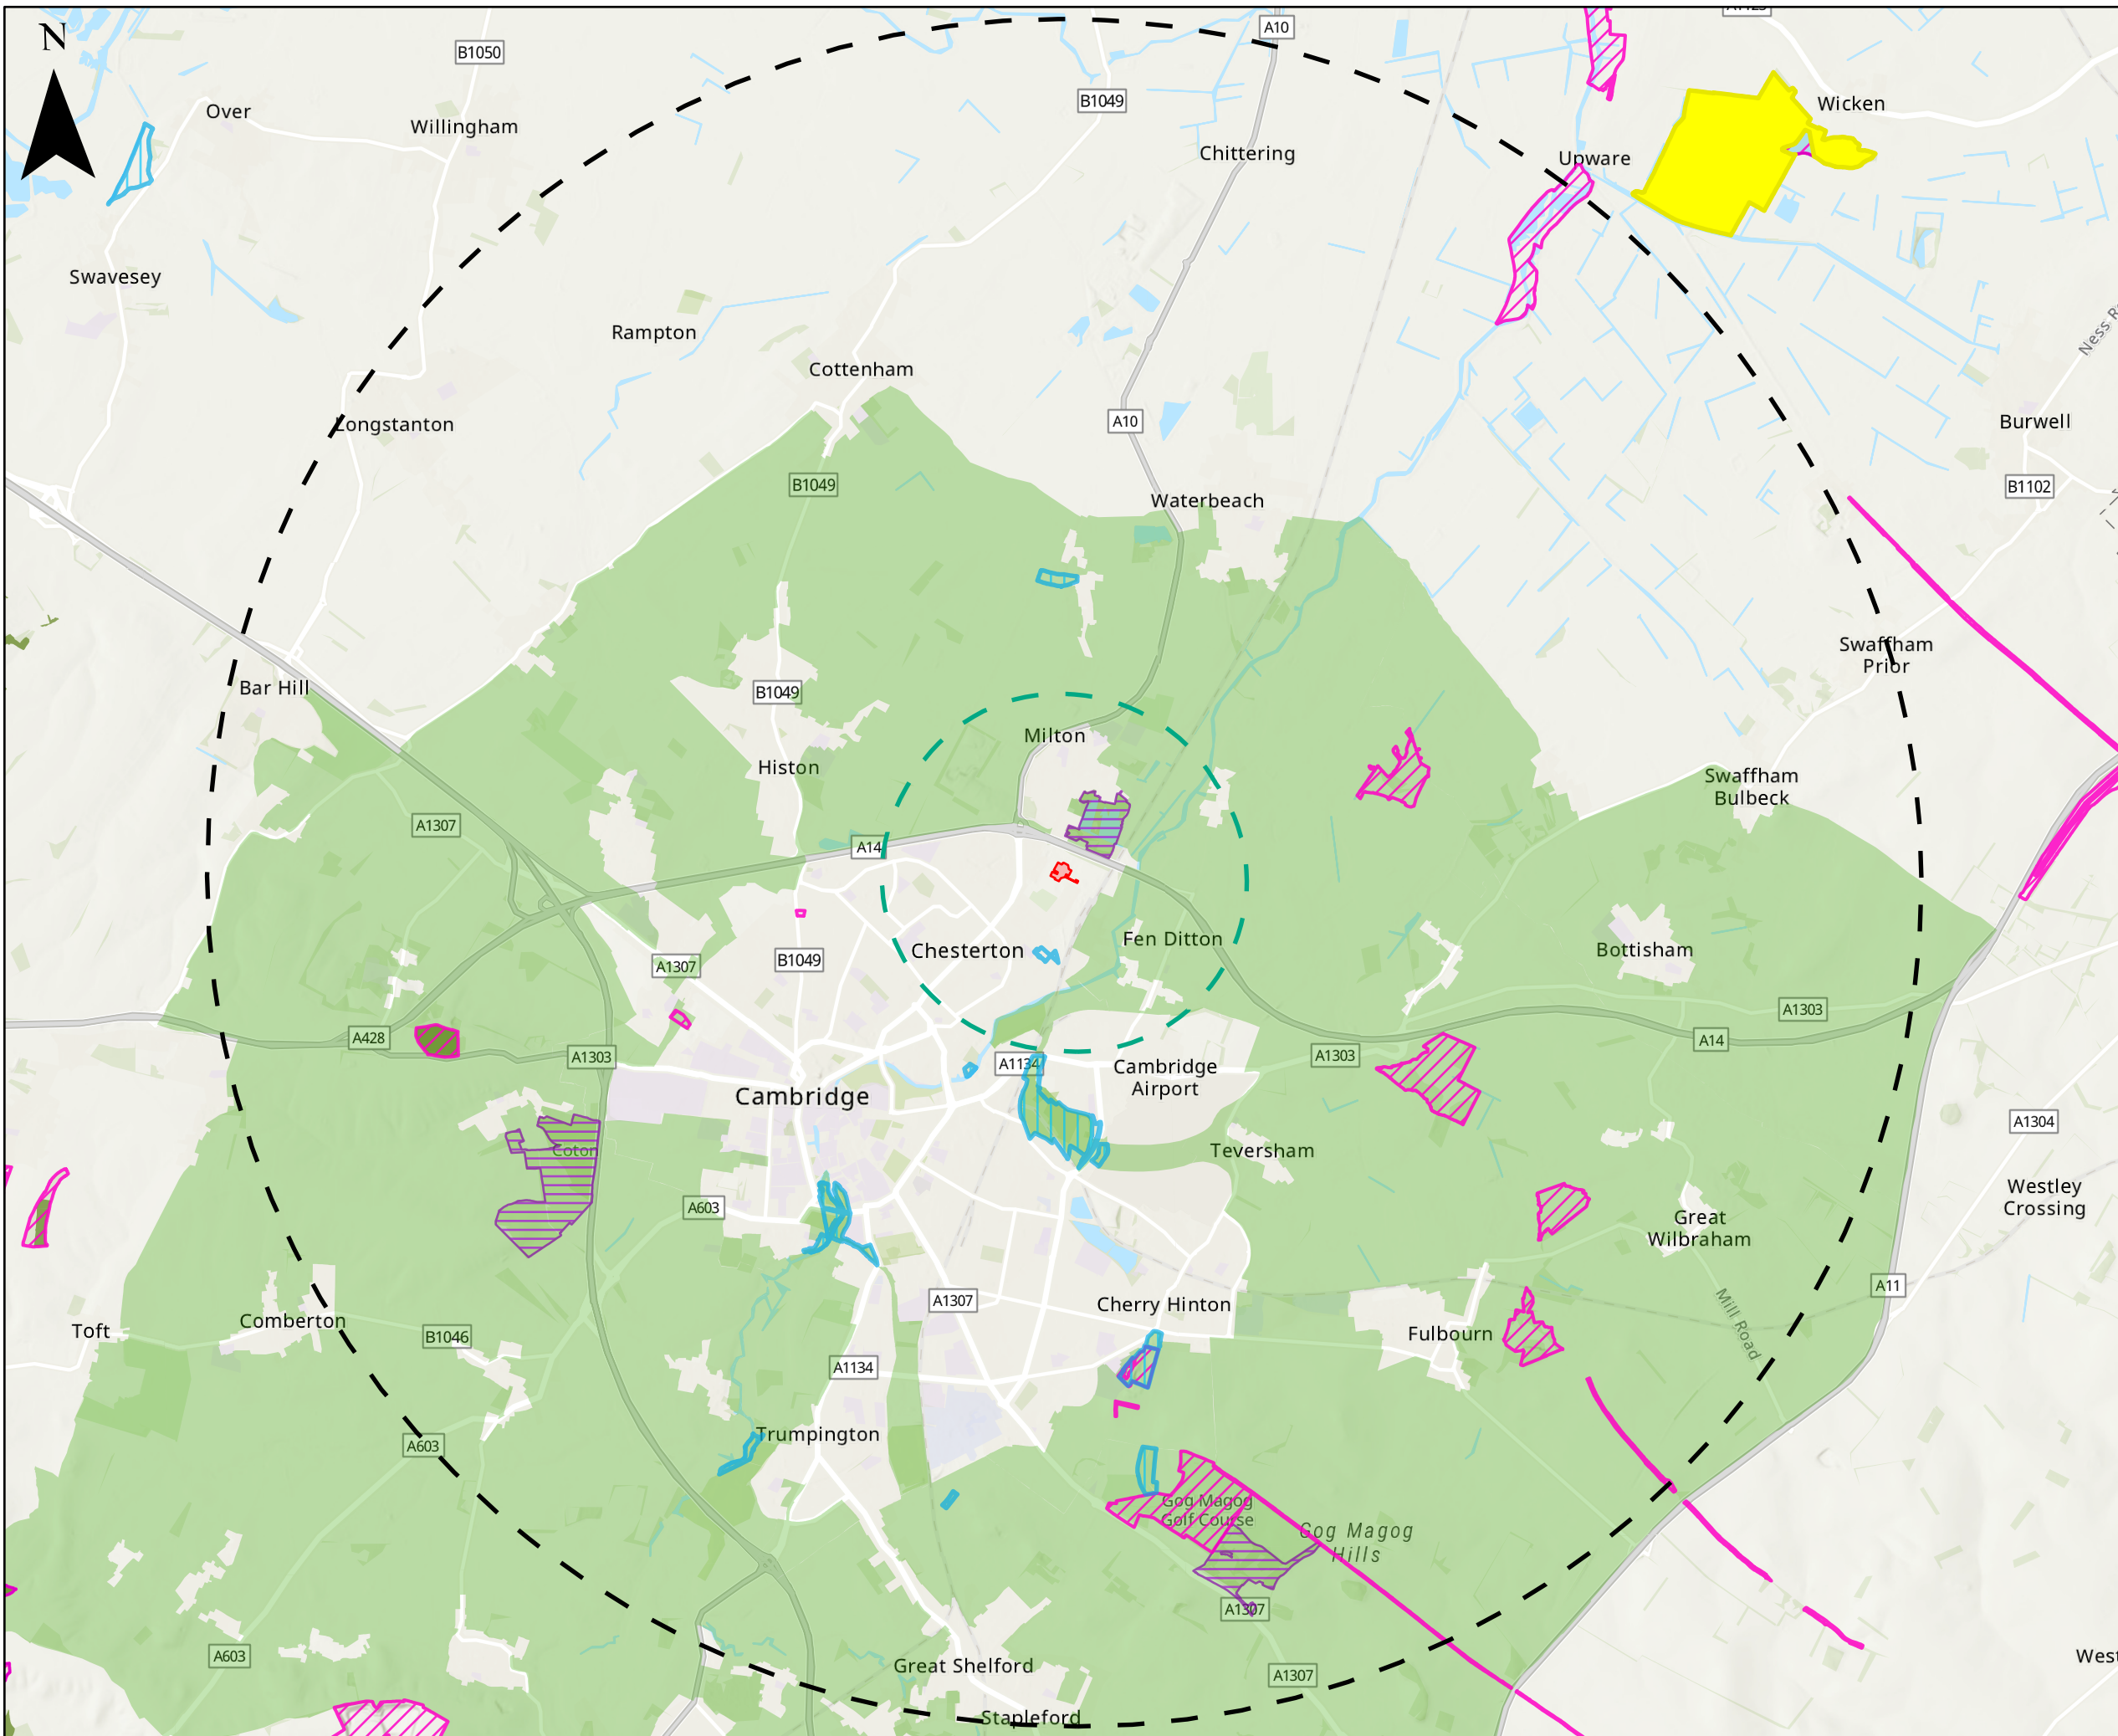 N
A10
B1050
B1049
Wicken
Over
Willingham
Chittering
Upware
Swavesey
Ness
Rampton
Cottenham
Longstanton
A10
Burwell
B1049
B1102
Waterbeach
Swaffham
Prior
Bar Hill
B1049
Milton
Histon
Swaffham
Bulbeck
A1307
A14
Chesterton
Fen Ditton
Bottisham
B1049
A1307
A1303
A428
A1303
A1134
A1303
A14
Cambridge
Airport
Cambridge
A1304
Coton
Teversham
Westley
Crossing
A603
Great
Wilbraham
A11
A1307
Cherry Hinton
Mill Road
Comberton
Toft
B1046
Fulbourn
A1134
Trumpington
A603
Gog Magog
Golf Course
Gog Magog
Hills
A1307
A603
Great Shelford
A1307
West
Stapleford